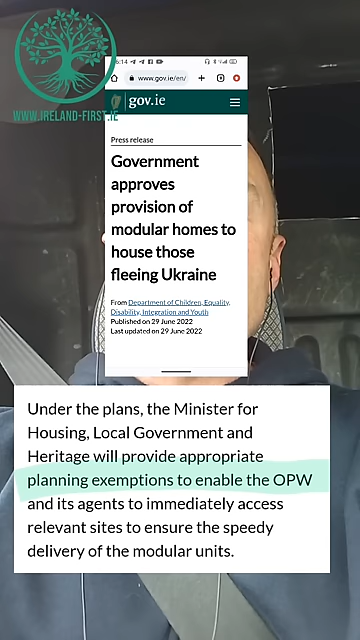 6:14
www.gov.ie/en/
WWW.IRELAND-FIRST.IE
gov.ie
Press release
Government
approves
provision of
modular homes to
house those
fleeing Ukraine
From Department of Children, Equality,
Disability, Integration and Youth
Published on 29 June 2022
Last updated on 29 June 2022
Under the plans, the Minister for
Housing, Local Government and
Heritage will provide appropriate
planning exemptions to enable the OPW
and its agents to immediately access
relevant sites to ensure the speedy
delivery of the modular units.